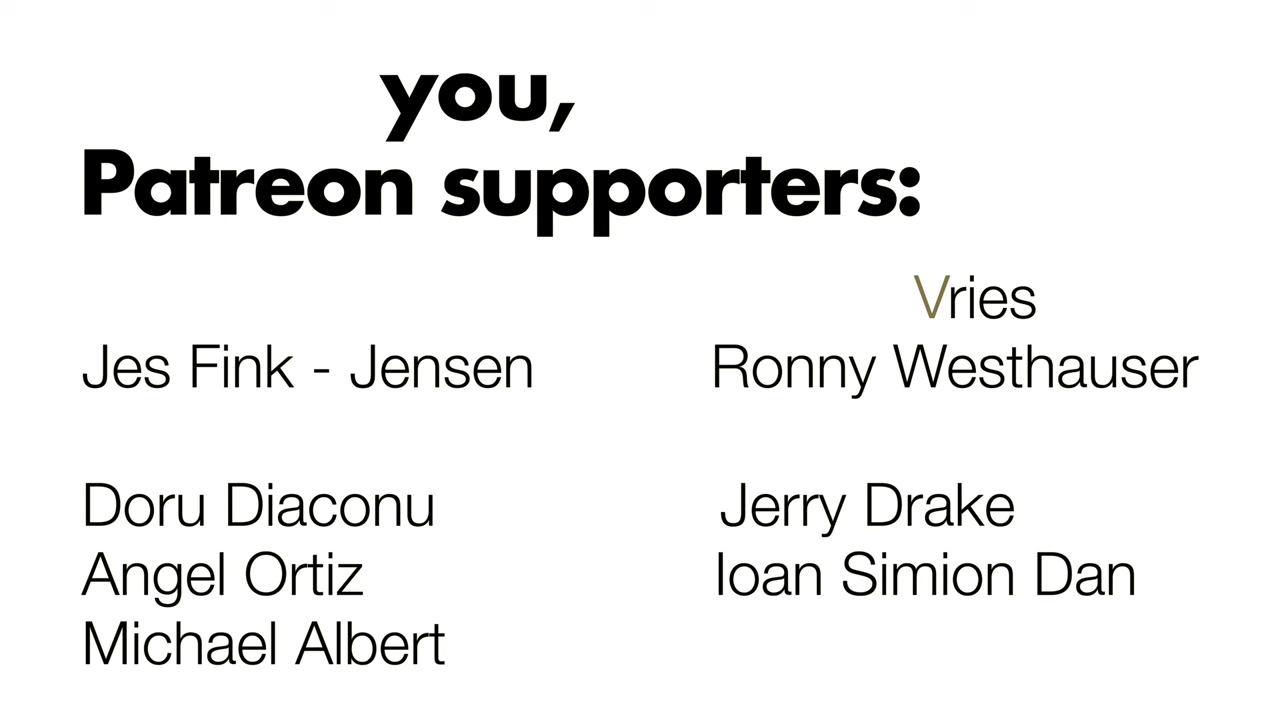 you,
Patreon supporters:
Vries
Jes Fink - Jensen
Ronny Westhauser
Doru Diaconu
Jerry Drake
Angel Ortiz
Ioan Simion Dan
Michael Albert